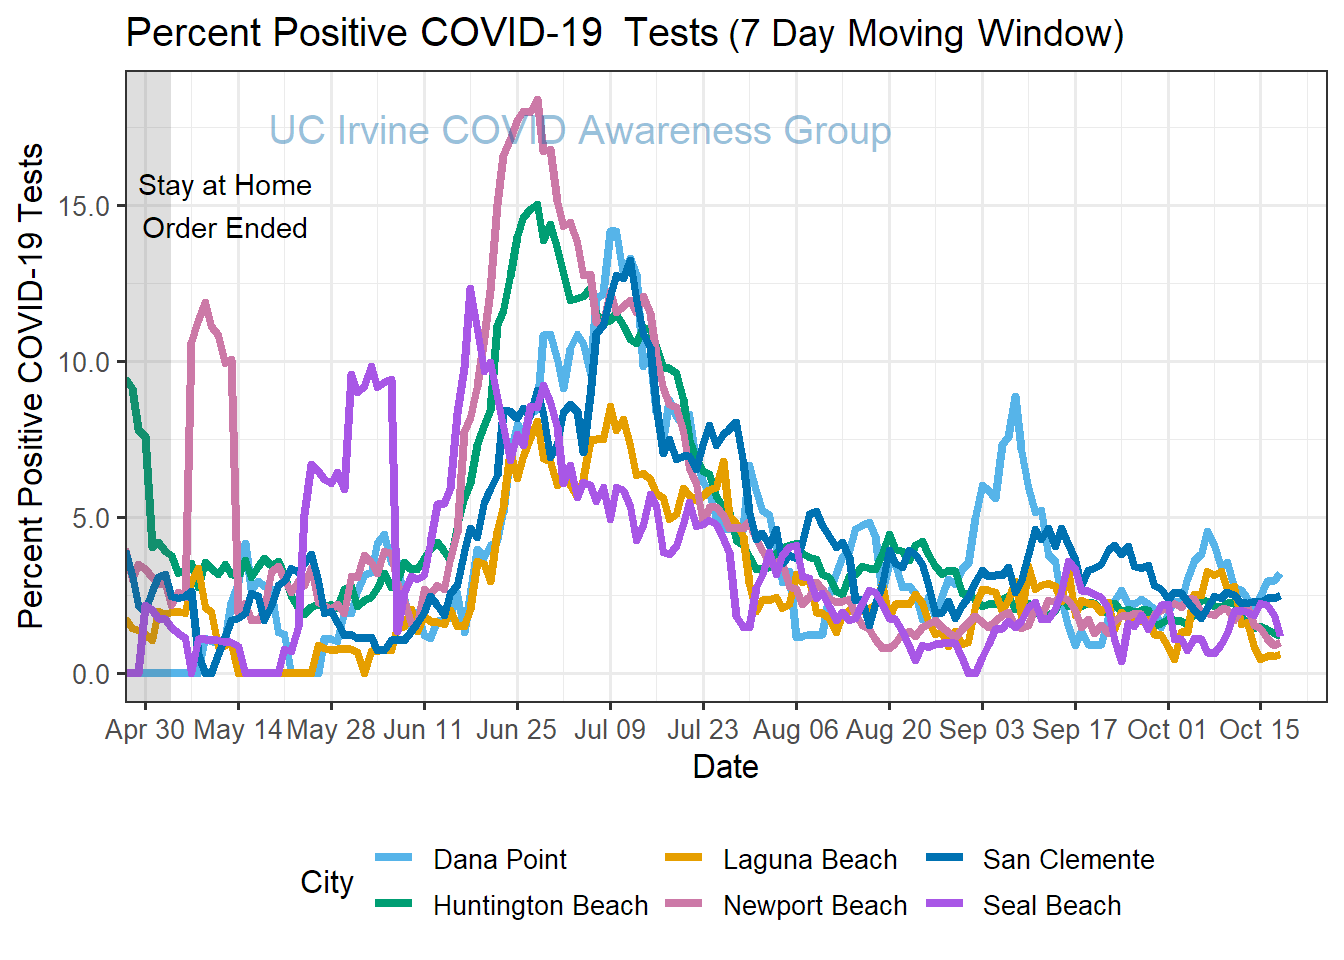 Percent Positive COVID-19  Tests (7 Day Moving Window)
UC Irvine COVID Awareness Group
Stay at Home
Order Ended
Percent Positive COVID-19 Tests
15.0
10.0
5.0
0.0
Apr 30 May 14 May 28 Jun 11 Jun 25 Jul 09 Jul 23 Aug 06 Aug 20 Sep 03 Sep 17 Oct 01 Oct 15
Date
City
Dana Point Laguna Beach San Clemente
Huntington Beach Newport Beach Seal Beach